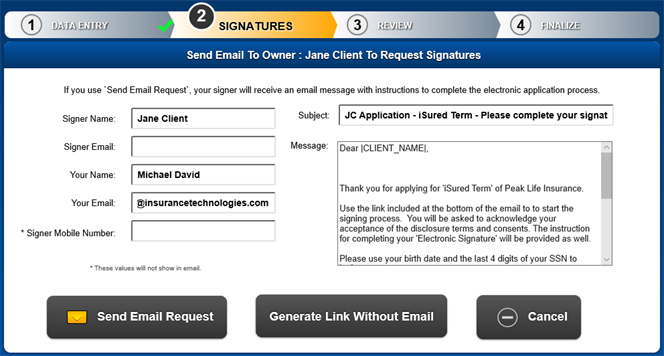 1 DATA ENTRY 2 SIGNATURES 3 REVIEW 4 FINALIZE
Send Email To Owner : Jane Client To Request Signatures
If you use `Send Email Request`, your signer will receive an email message with instructions to complete the electronic application process.
Signer Name: Jane Client
Signer Email:
Your Name: Michael David
Your Email: @insurancetechnologies.com
* Signer Mobile Number:
* These values will not show in email.
Subject: JC Application - iSured Term - Please complete your signat
Message:
Dear |CLIENT_NAME|,
Thank you for applying for 'iSured Term' of Peak Life Insurance.
Use the link included at the bottom of the email to to start the
signing process. You will be asked to acknowledge your
acceptance of the disclosure terms and consents. The instruction
for completing your 'Electronic Signature' will be provided as well.
Please use your birth date and the last 4 digits of your SSN to
Send Email Request
Generate Link Without Email
Cancel